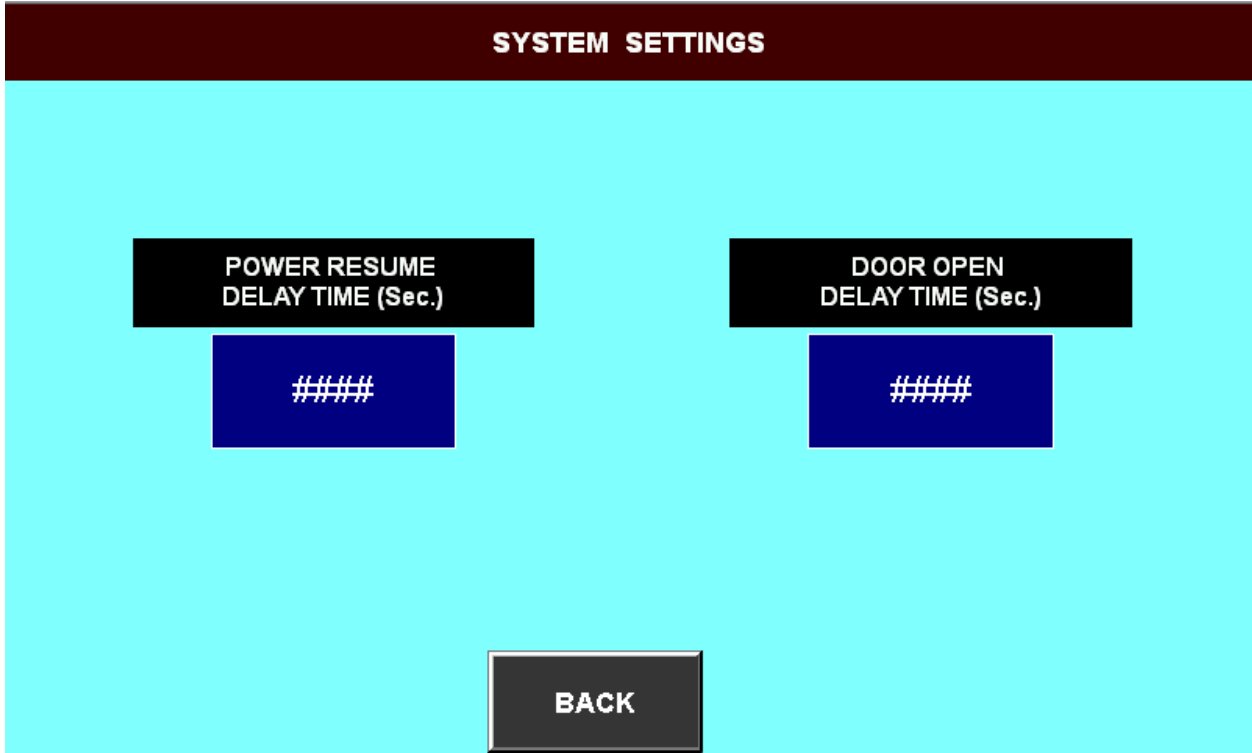 SYSTEM SETTINGS
POWER RESUME
DELAY TIME (Sec.)
####
DOOR OPEN
DELAY TIME (Sec.)
####
BACK